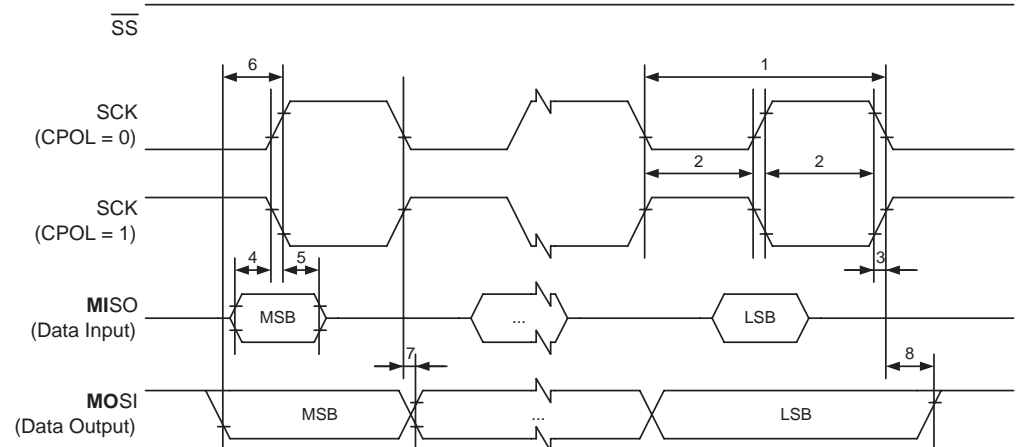 SS
6
1
SCK
(CPOL = 0)
2
2
SCK
(CPOL = 1)
4
5
3
MISO
(Data Input)
MSB
...
LSB
7
8
MOSI
(Data Output)
MSB
...
LSB